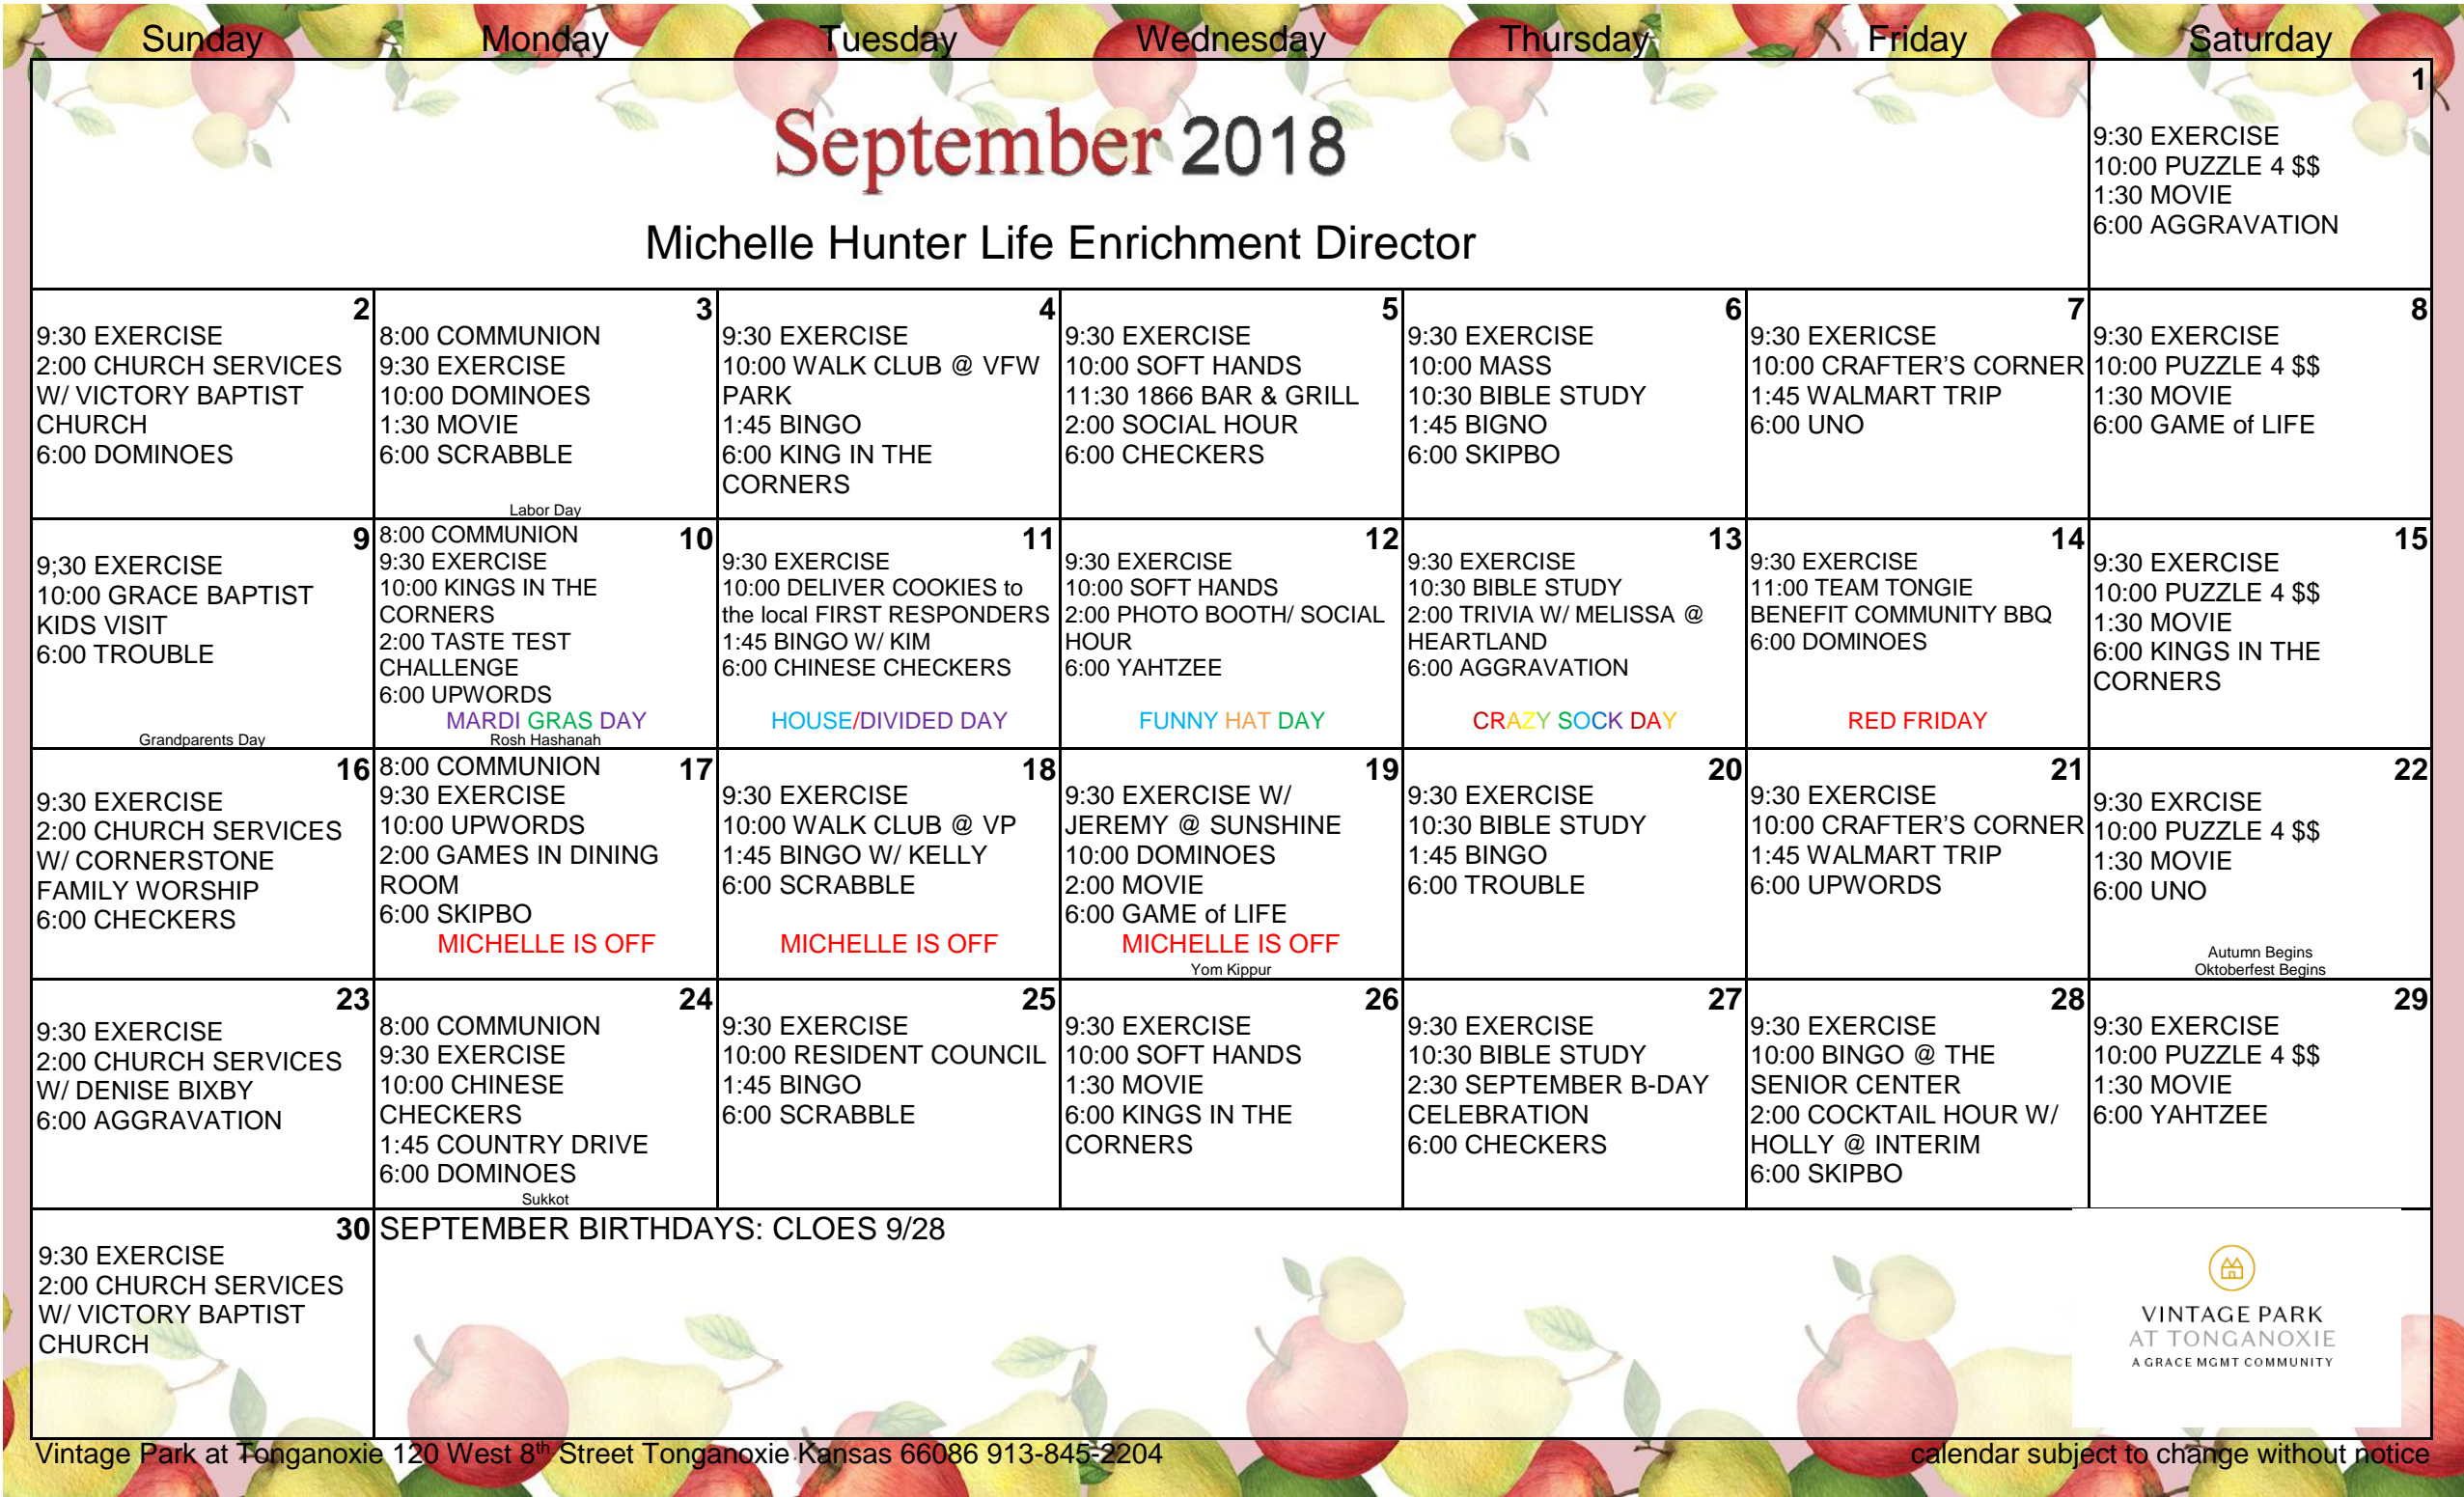 Sunday Monday Tuesday Wednesday Thursday Friday Saturday
September 2018
Michelle Hunter Life Enrichment Director
1
9:30 EXERCISE
10:00 PUZZLE 4 $$
1:30 MOVIE
6:00 AGGRAVATION
2
9:30 EXERCISE
2:00 CHURCH SERVICES
W/ VICTORY BAPTIST
CHURCH
6:00 DOMINOES
3
8:00 COMMUNION
9:30 EXERCISE
10:00 DOMINOES
1:30 MOVIE
6:00 SCRABBLE
Labor Day
4
9:30 EXERCISE
10:00 WALK CLUB @ VFW
PARK
1:45 BINGO
6:00 KING IN THE
CORNERS
5
9:30 EXERCISE
10:00 SOFT HANDS
11:30 1866 BAR & GRILL
2:00 SOCIAL HOUR
6:00 CHECKERS
6
9:30 EXERCISE
10:00 MASS
10:30 BIBLE STUDY
1:45 BIGNO
6:00 SKIPBO
7
9:30 EXERICSE
10:00 CRAFTER'S CORNER
1:45 WALMART TRIP
6:00 UNO
8
9:30 EXERCISE
10:00 PUZZLE 4 $$
1:30 MOVIE
6:00 GAME of LIFE
9
9;30 EXERCISE
10:00 GRACE BAPTIST
KIDS VISIT
6:00 TROUBLE
Grandparents Day
10
8:00 COMMUNION
9:30 EXERCISE
10:00 KINGS IN THE
CORNERS
2:00 TASTE TEST
CHALLENGE
6:00 UPWORDS
MARDI GRAS DAY
Rosh Hashanah
11
9:30 EXERCISE
10:00 DELIVER COOKIES to
the local FIRST RESPONDERS
1:45 BINGO W/ KIM
6:00 CHINESE CHECKERS
HOUSE/DIVIDED DAY
12
9:30 EXERCISE
10:00 SOFT HANDS
2:00 PHOTO BOOTH/ SOCIAL
HOUR
6:00 YAHTZEE
FUNNY HAT DAY
13
9:30 EXERCISE
10:30 BIBLE STUDY
2:00 TRIVIA W/ MELISSA @
HEARTLAND
6:00 AGGRAVATION
CRAZY SOCK DAY
14
9:30 EXERCISE
11:00 TEAM TONGIE
BENEFIT COMMUNITY BBQ
6:00 DOMINOES
RED FRIDAY
15
9:30 EXERCISE
10:00 PUZZLE 4 $$
1:30 MOVIE
6:00 KINGS IN THE
CORNERS
16
9:30 EXERCISE
2:00 CHURCH SERVICES
W/ CORNERSTONE
FAMILY WORSHIP
6:00 CHECKERS
17
8:00 COMMUNION
9:30 EXERCISE
10:00 UPWORDS
2:00 GAMES IN DINING
ROOM
6:00 SKIPBO
MICHELLE IS OFF
18
9:30 EXERCISE
10:00 WALK CLUB @ VP
1:45 BINGO W/ KELLY
6:00 SCRABBLE
MICHELLE IS OFF
19
9:30 EXERCISE W/
JEREMY @ SUNSHINE
10:00 DOMINOES
2:00 MOVIE
6:00 GAME of LIFE
MICHELLE IS OFF
Yom Kippur
20
9:30 EXERCISE
10:30 BIBLE STUDY
1:45 BINGO
6:00 TROUBLE
21
9:30 EXERCISE
10:00 CRAFTER'S CORNER
1:45 WALMART TRIP
6:00 UPWORDS
22
9:30 EXRCISE
10:00 PUZZLE 4 $$
1:30 MOVIE
6:00 UNO
Autumn Begins
Oktoberfest Begins
23
9:30 EXERCISE
2:00 CHURCH SERVICES
W/ DENISE BIXBY
6:00 AGGRAVATION
24
8:00 COMMUNION
9:30 EXERCISE
10:00 CHINESE
CHECKERS
1:45 COUNTRY DRIVE
6:00 DOMINOES
Sukkot
25
9:30 EXERCISE
10:00 RESIDENT COUNCIL
1:45 BINGO
6:00 SCRABBLE
26
9:30 EXERCISE
10:00 SOFT HANDS
1:30 MOVIE
6:00 KINGS IN THE
CORNERS
27
9:30 EXERCISE
10:30 BIBLE STUDY
2:30 SEPTEMBER B-DAY
CELEBRATION
6:00 CHECKERS
28
9:30 EXERCISE
10:00 BINGO @ THE
SENIOR CENTER
2:00 COCKTAIL HOUR W/
HOLLY @ INTERIM
6:00 SKIPBO
29
9:30 EXERCISE
10:00 PUZZLE 4 $$
1:30 MOVIE
6:00 YAHTZEE
30
9:30 EXERCISE
2:00 CHURCH SERVICES
W/ VICTORY BAPTIST
CHURCH
SEPTEMBER BIRTHDAYS: CLOES 9/28
VINTAGE PARK
AT TONGANOXIE
A GRACE MGMT COMMUNITY
Vintage Park at Tonganoxie 120 West 8th Street Tonganoxie Kansas 66086 913-845-2204
calendar subject to change without notice